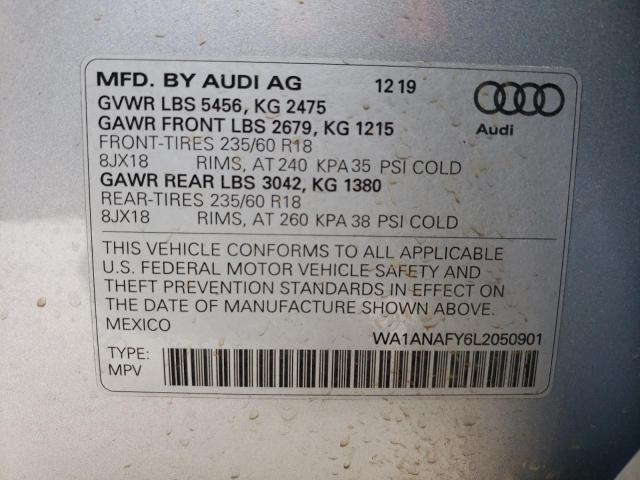 MFD. BY AUDI AG 12 19
GVWR LBS 5456, KG 2475
GAWR FRONT LBS 2679, KG 1215
FRONT-TIRES 235/60 R18
8JX18 RIMS, AT 240 KPA 35 PSI COLD
GAWR REAR LBS 3042, KG 1380
REAR-TIRES 235/60 R18
8JX18 RIMS, AT 260 KPA 38 PSI COLD
Audi
THIS VEHICLE CONFORMS TO ALL APPLICABLE
U.S. FEDERAL MOTOR VEHICLE SAFETY AND
THEFT PREVENTION STANDARDS IN EFFECT ON
THE DATE OF MANUFACTURE SHOWN ABOVE.
MEXICO
WA1ANAFY6L2050901
TYPE:
MPV